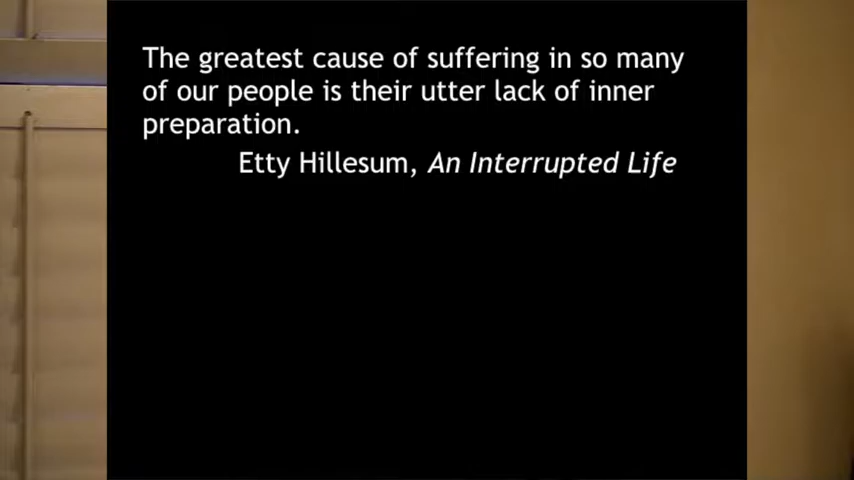 The greatest cause of suffering in so many
of our people is their utter lack of inner
preparation.
Etty Hillesum, An Interrupted Life